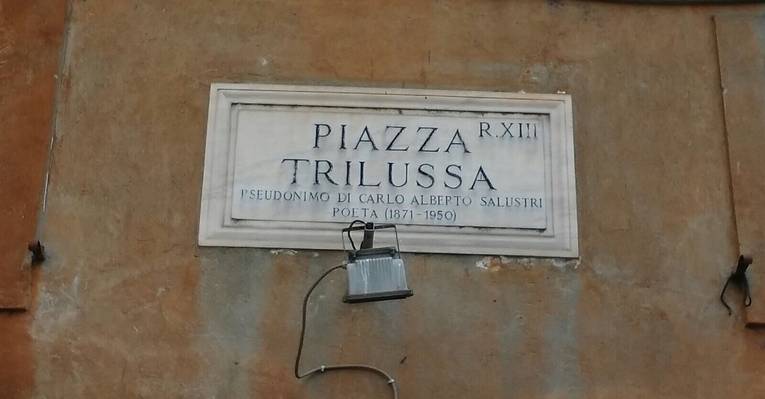 PIAZZA R.XIII
TRILUSSA
PSEUDONIMO DI CARLO ALBERTO SALUSTRI
POETA (1871-1950)